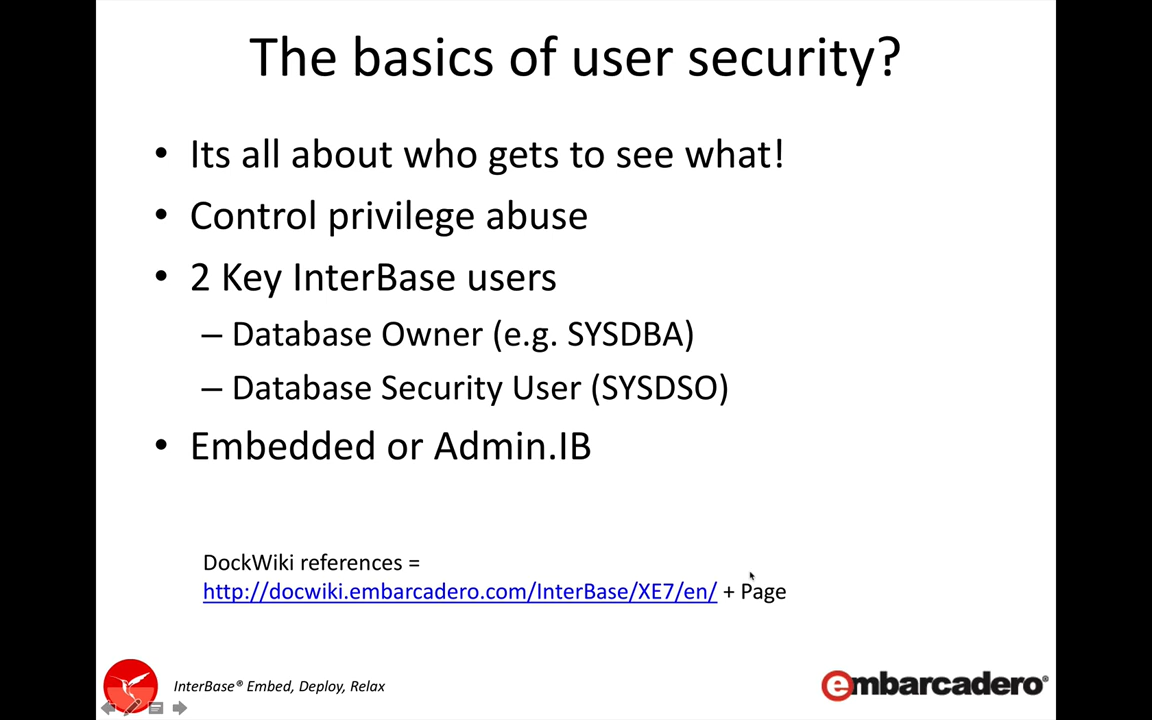 The basics of user security?
• Its all about who gets to see what!
• Control privilege abuse
• 2 Key InterBase users
– Database Owner (e.g. SYSDBA)
– Database Security User (SYSDSO)
• Embedded or Admin.IB
DockWiki references =
http://docwiki.embarcadero.com/InterBase/XE7/en/ + Page
InterBase® Embed, Deploy, Relax
embarcadero®